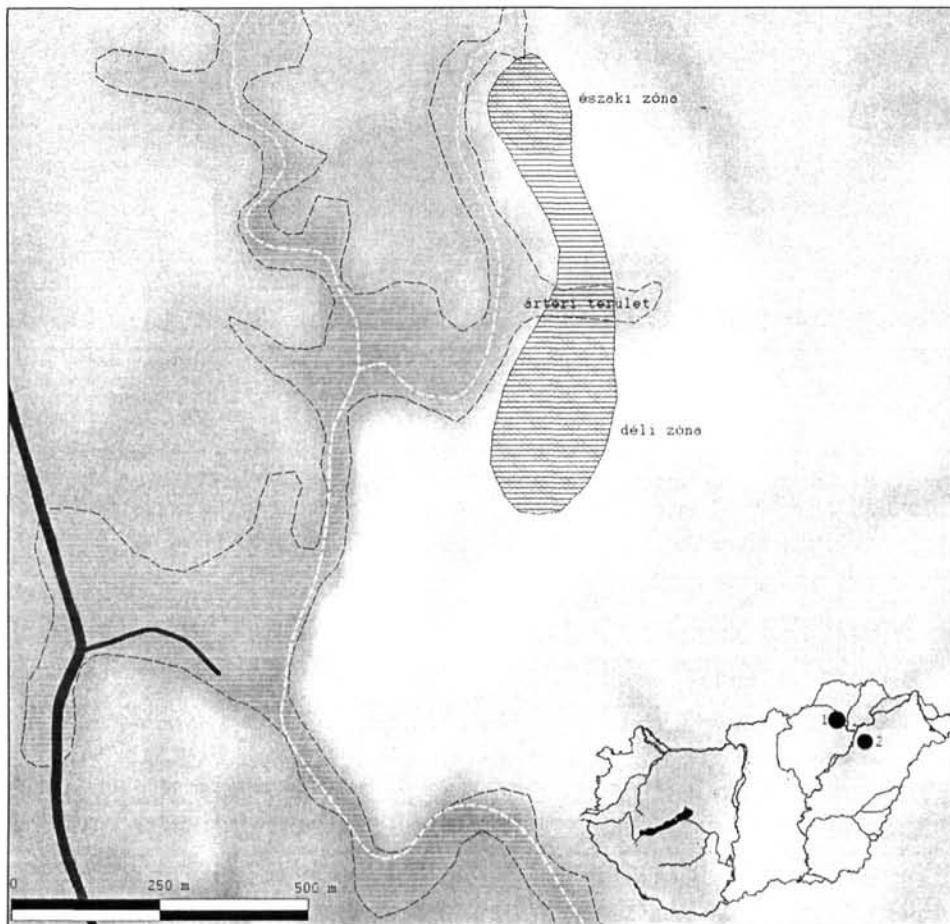 északi zóna
ártéri terület
déli zóna
1
2
0 250 m 500 m